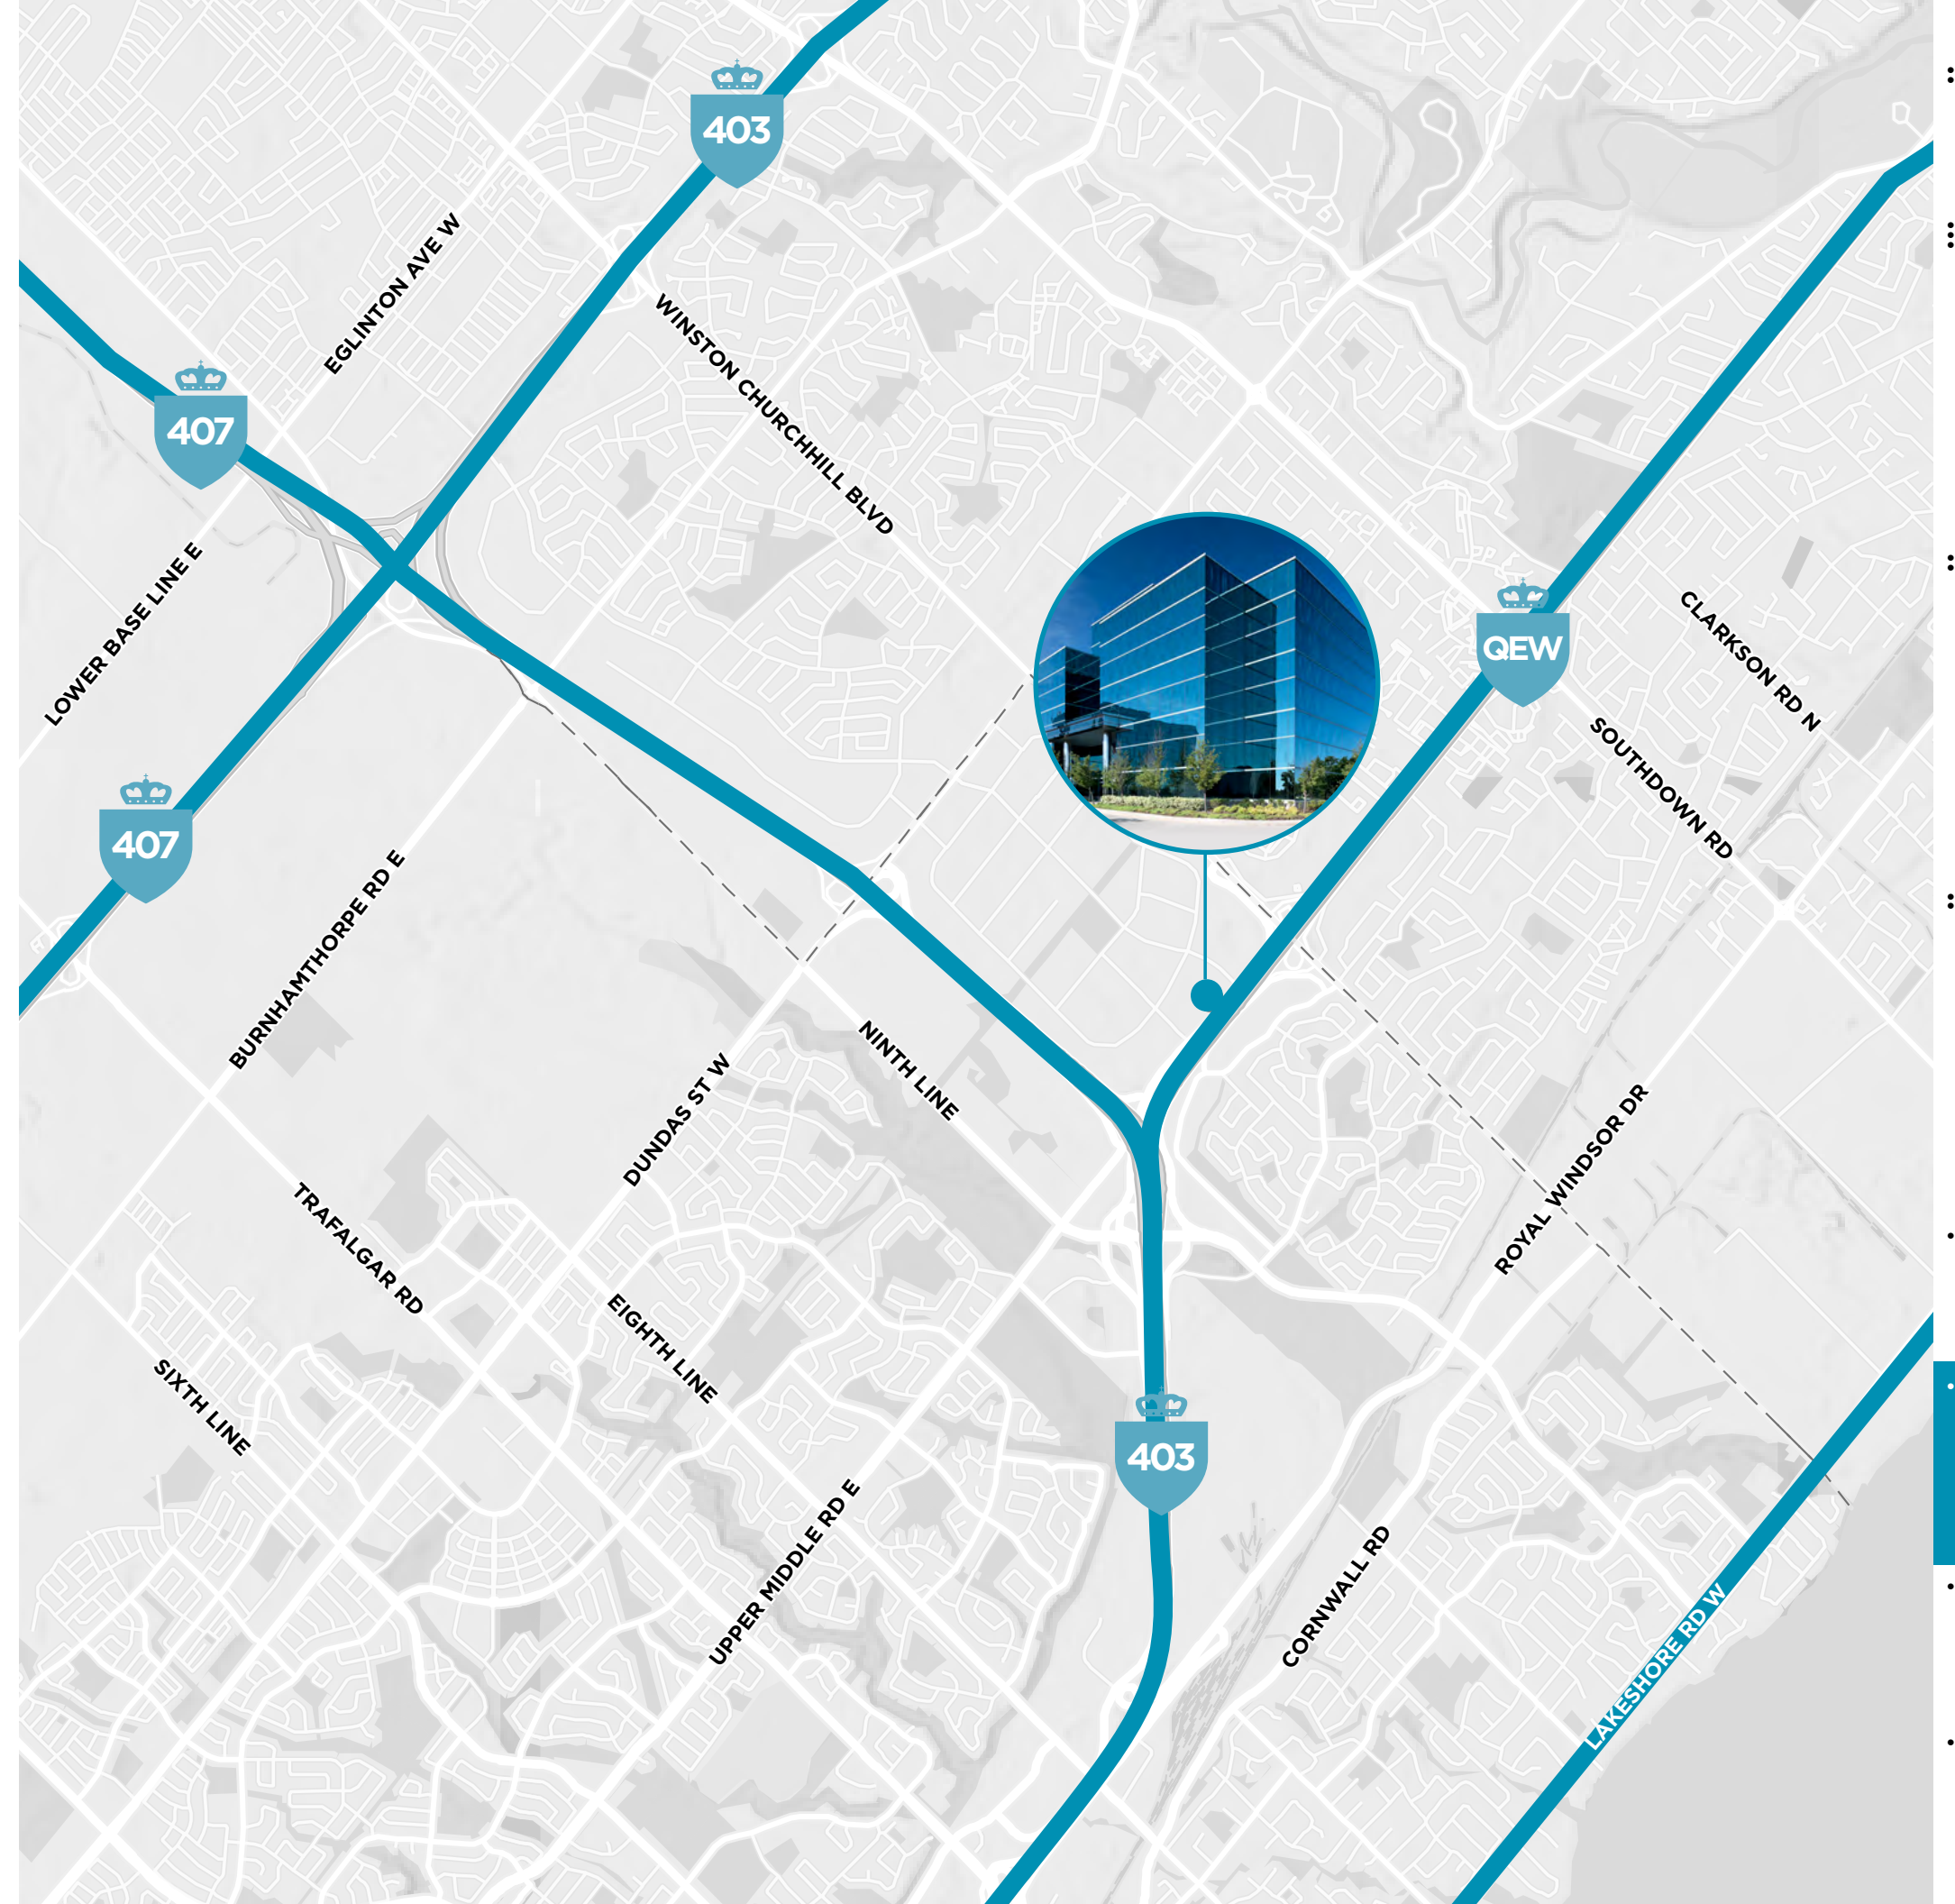 403
EGLINTON AVE W
WINSTON CHURCHHILL BLVD
407
LOWER BASE LINE E
QEW
CLARKSON RD N
SOUTHDOWN RD
407
BURNHAMTHORPE RD E
NINTH LINE
DUNDAS ST W
ROYAL WINDSOR DR
TRAFALGAR RD
EIGHTH LINE
SIXTH LINE
403
UPPER MIDDLE RD E
CORNWALL RD
LAKESHORE RD W